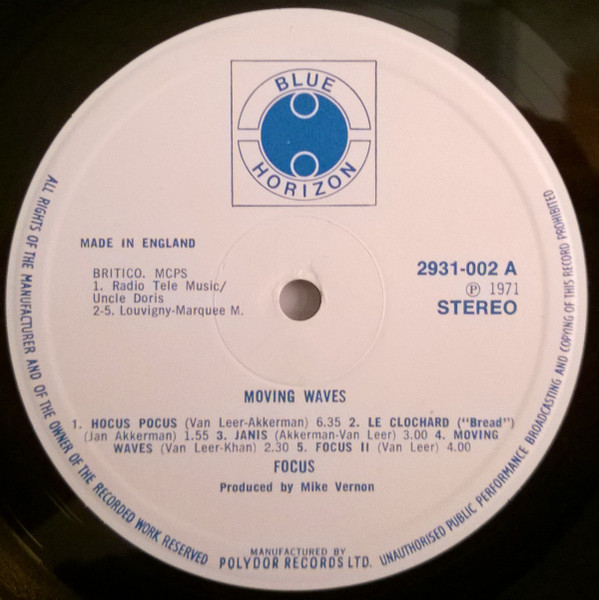 BLUE
HORIZON
MADE IN ENGLAND
BRITICO. MCPS
1. Radio Tele Music/
Uncle Doris
2-5. Louvigny-Marquee M.
2931-002 A
Ⓟ 1971
STEREO
MOVING WAVES
1. HOCUS POCUS (Van Leer-Akkerman) 6.35 2. LE CLOCHARD ("Bread")
(Jan Akkerman) 1.55 3. JANIS (Akkerman-Van Leer) 3.00 4. MOVING
WAVES (Van Leer-Khan) 2.30 5. FOCUS II (Van Leer) 4.00
FOCUS
Produced by Mike Vernon
ALL RIGHTS OF THE MANUFACTURER AND OF THE OWNER OF THE RECORDED WORK RESERVED
MANUFACTURED BY
POLYDOR RECORDS LTD.
UNAUTHORISED PUBLIC PERFORMANCE BROADCASTING AND COPYING OF THIS RECORD PROHIBITED